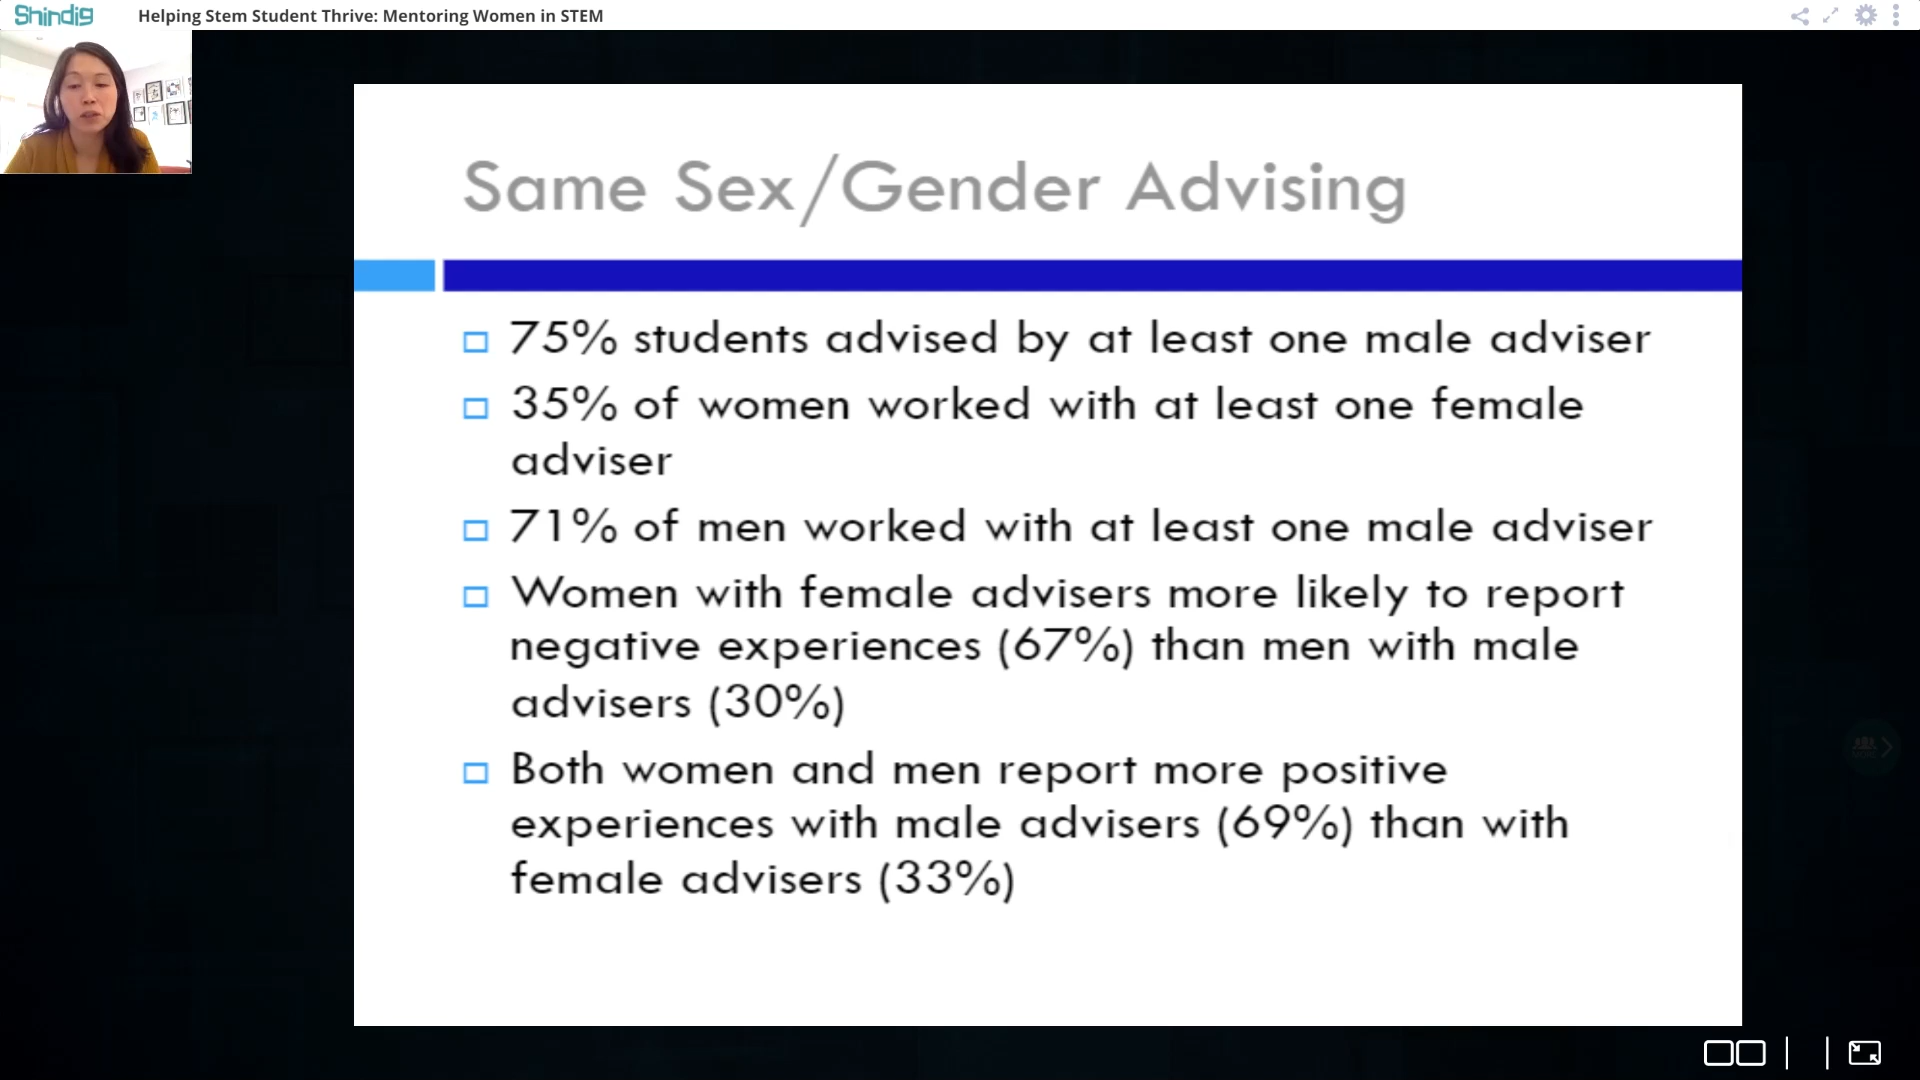 Shindig
Helping Stem Student Thrive: Mentoring Women in STEM
Same Sex/Gender Advising
75% students advised by at least one male adviser
35% of women worked with at least one female
adviser
71% of men worked with at least one male adviser
Women with female advisers more likely to report
negative experiences (67%) than men with male
advisers (30%)
Both women and men report more positive
experiences with male advisers (69%) than with
female advisers (33%)